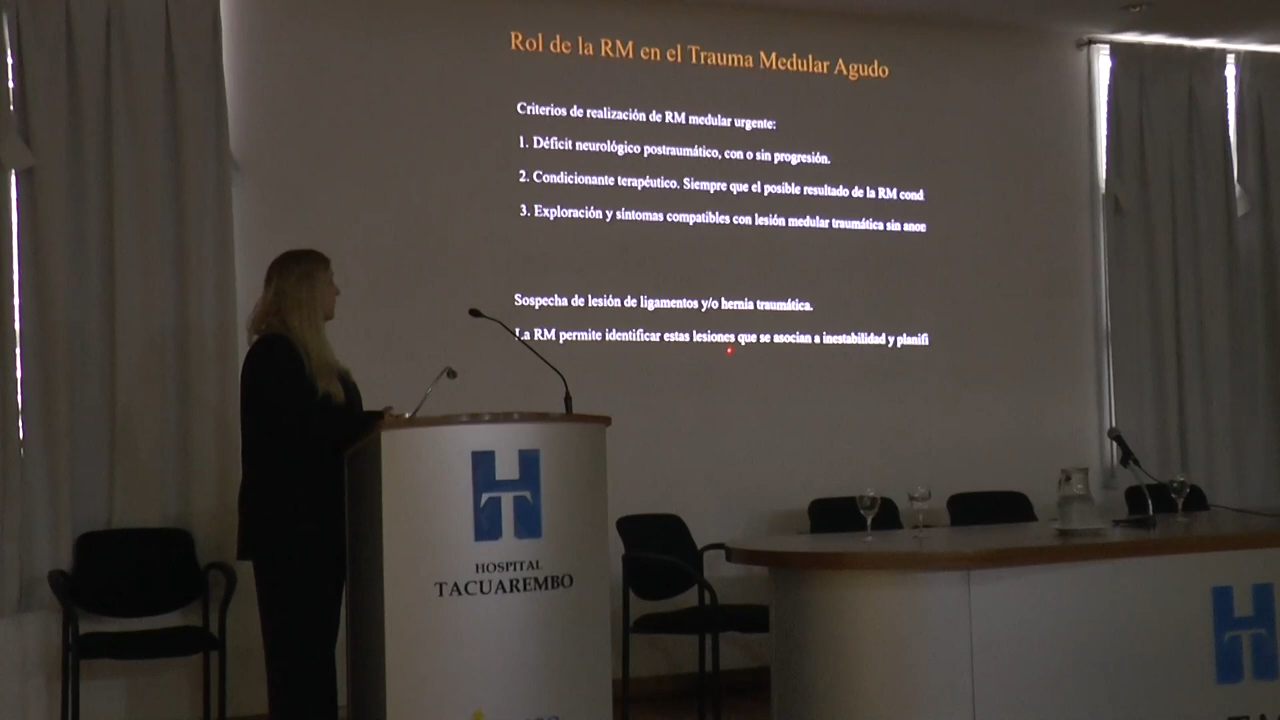 Rol de la RM en el Trauma Medular Agudo
Criterios de realización de RM medular urgente:
1. Déficit neurológico postraumático, con o sin progresión.
2. Condicionante terapéutico. Siempre que el posible resultado de la RM cond
3. Exploración y síntomas compatibles con lesión medular traumática sin
Sospecha de lesión de ligamentos y/o hernia traumática.
La RM permite identificar estas lesiones que se asocian a inestabilidad y planifi
HT
HOSPITAL
TACUAREMBO
HT